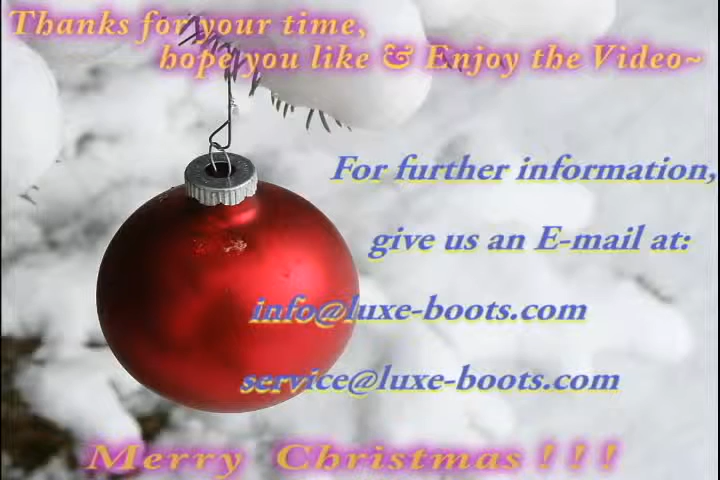 Thanks for your time,
hope you like & Enjoy the Video~
For further information,
give us an E-mail at:
info@luxe-boots.com
service@luxe-boots.com
Merry Christmas ! ! !